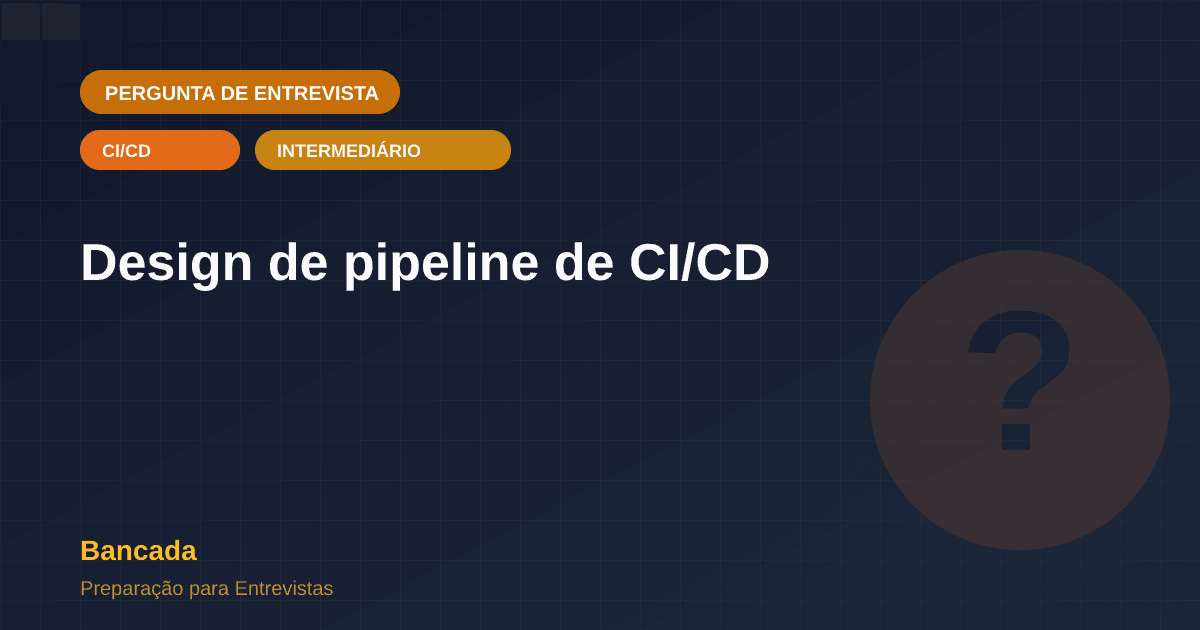 PERGUNTA DE ENTREVISTA
CI/CD
INTERMEDIÁRIO
Design de pipeline de CI/CD
?
Bancada
Preparação para Entrevistas